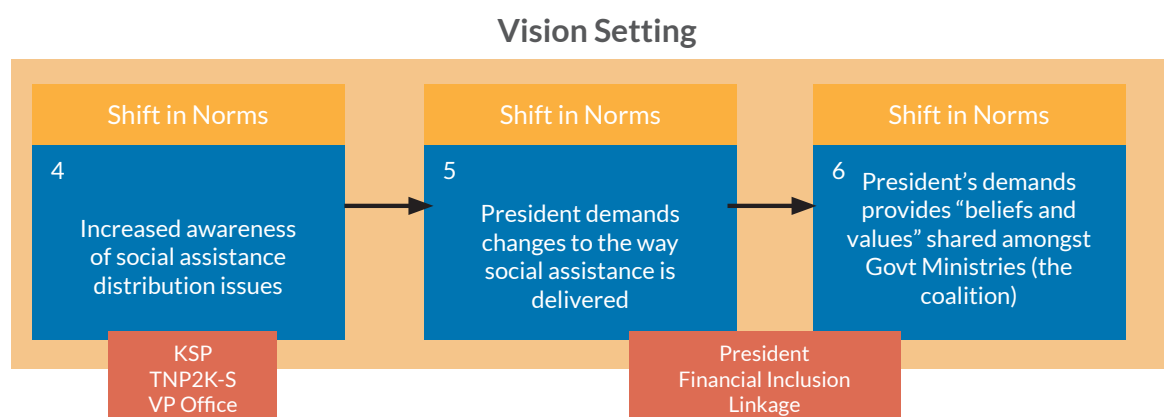 Vision Setting
Shift in Norms
4
Increased awareness
of social assistance
distribution issues
KSP
TNP2K-S
VP Office
Shift in Norms
5
President demands
changes to the way
social assistance is
delivered
Shift in Norms
6
President’s demands
provides “beliefs and
values” shared amongst
Govt Ministries (the
coalition)
President
Financial Inclusion
Linkage